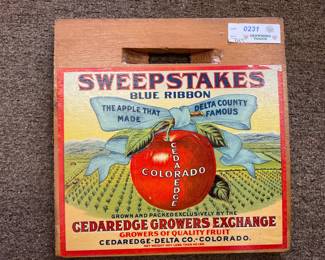 0231
SWEEPSTAKES
BLUE RIBBON
THE APPLE THAT
MADE
DELTA COUNTY
FAMOUS
CEDAREDGE
COLORADO
GROWN AND PACKED EXCLUSIVELY BY THE
CEDAREDGE GROWERS EXCHANGE
GROWERS OF QUALITY FRUIT
CEDAREDGE-DELTA CO.-COLORADO.